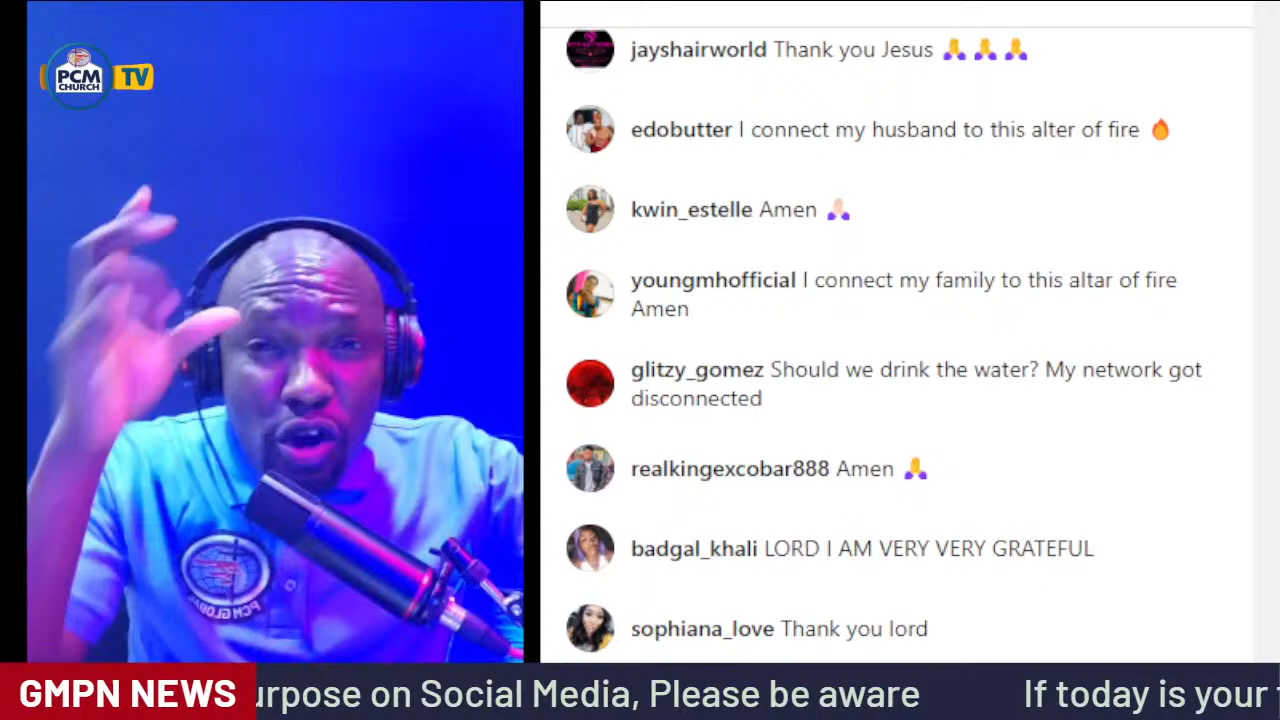 PCM
CHURCH
TV
PCM GLOBAL
jayshairworld Thank you Jesus 🙏 🙏 🙏
edobutter I connect my husband to this alter of fire 🔥
kwin_estelle Amen 🙏🏻
youngmhofficial I connect my family to this altar of fire
Amen
glitzy_gomez Should we drink the water? My network got
disconnected
realkingexcobar888 Amen 🙏
badgal_khali LORD I AM VERY VERY GRATEFUL
sophiana_love Thank you lord
GMPN NEWS urpose on Social Media, Please be aware If today is your